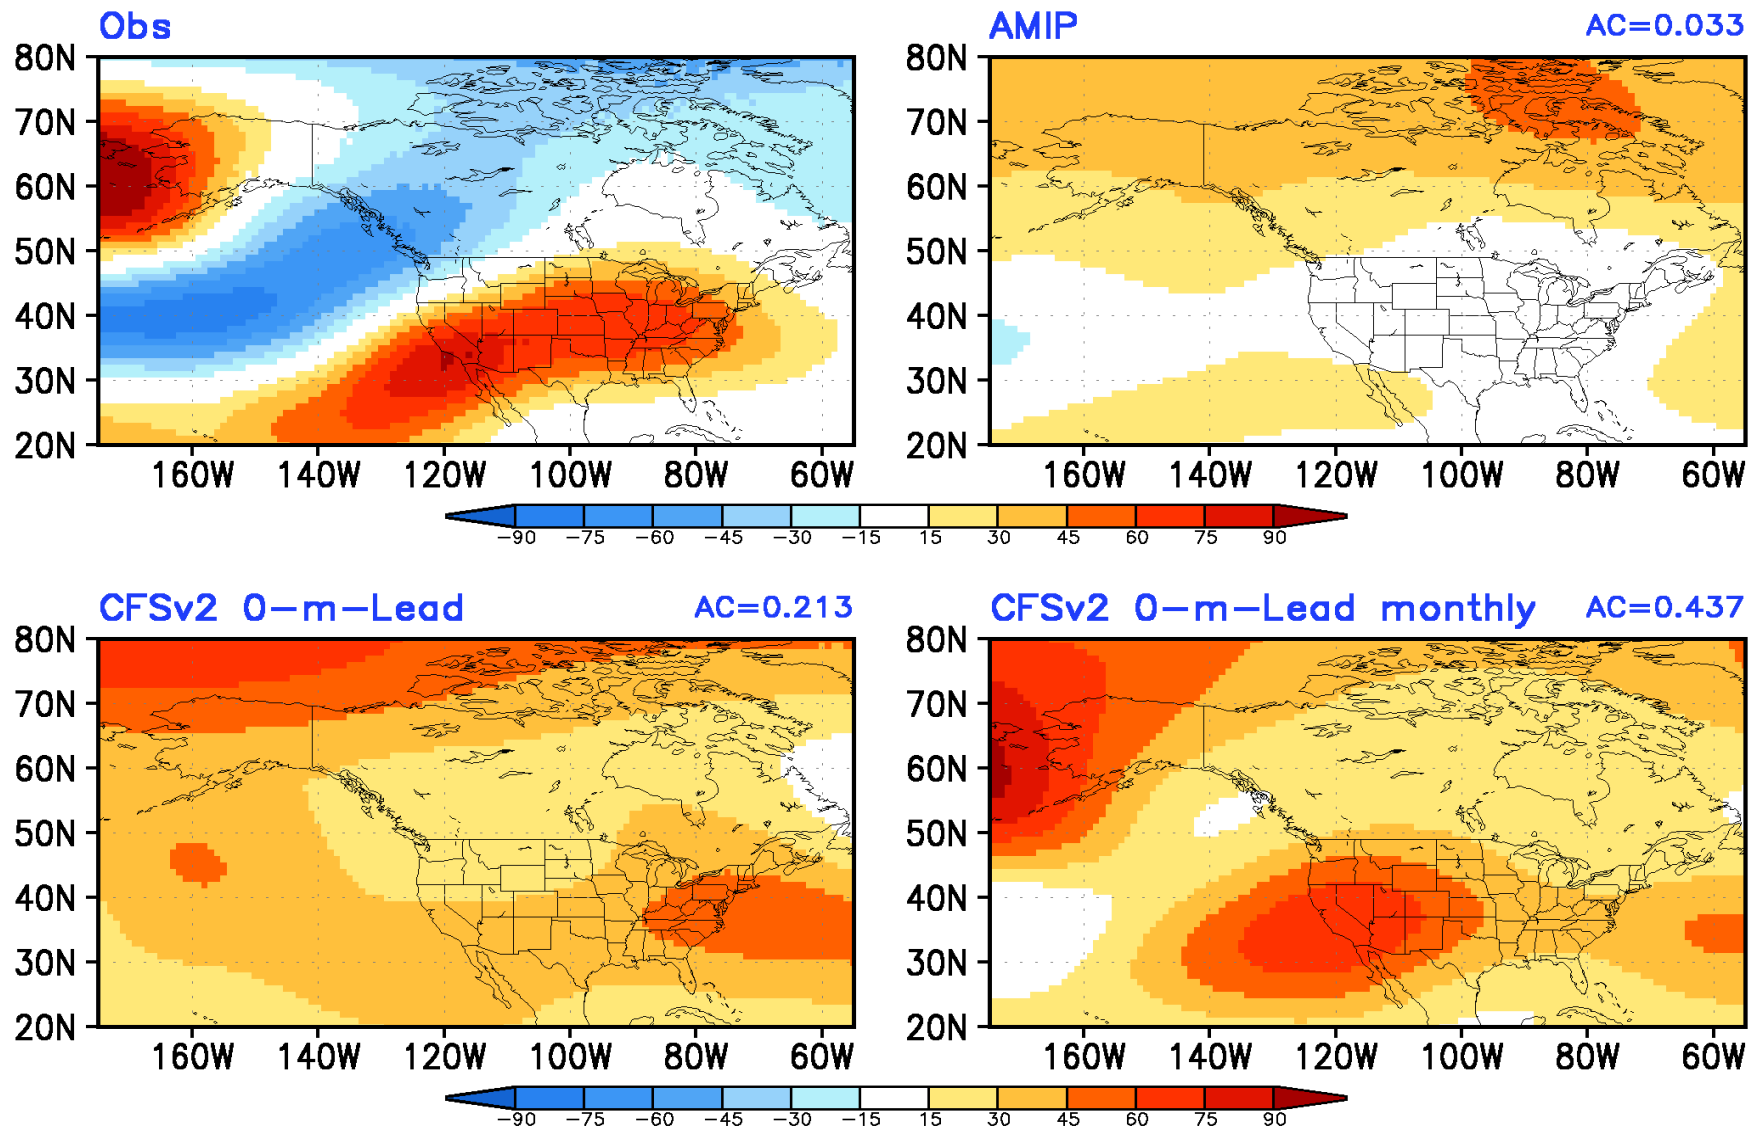 Obs
AMIP AC=0.033
80N
70N
60N
50N
40N
30N
20N
160W 140W 120W 100W 80W 60W
80N
70N
60N
50N
40N
30N
20N
160W 140W 120W 100W 80W 60W
−90 −75 −60 −45 −30 −15 15 30 45 60 75 90
CFSv2 0−m−Lead AC=0.213
CFSv2 0−m−Lead monthly AC=0.437
80N
70N
60N
50N
40N
30N
20N
160W 140W 120W 100W 80W 60W
80N
70N
60N
50N
40N
30N
20N
160W 140W 120W 100W 80W 60W
−90 −75 −60 −45 −30 −15 15 30 45 60 75 90